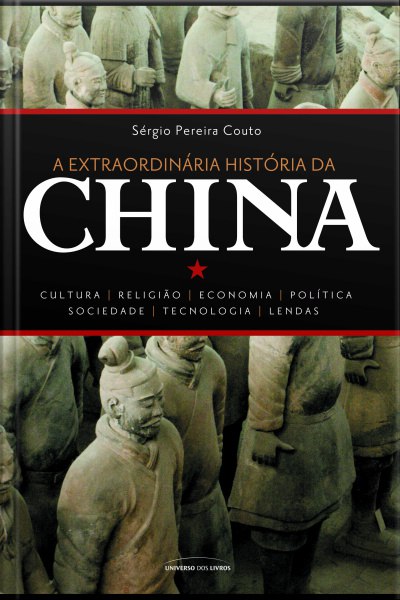 Sérgio Pereira Couto
A EXTRAORDINÁRIA HISTÓRIA DA
CHINA
CULTURA | RELIGIÃO | ECONOMIA | POLÍTICA
SOCIEDADE | TECNOLOGIA | LENDAS
UNIVERSO DOS LIVROS